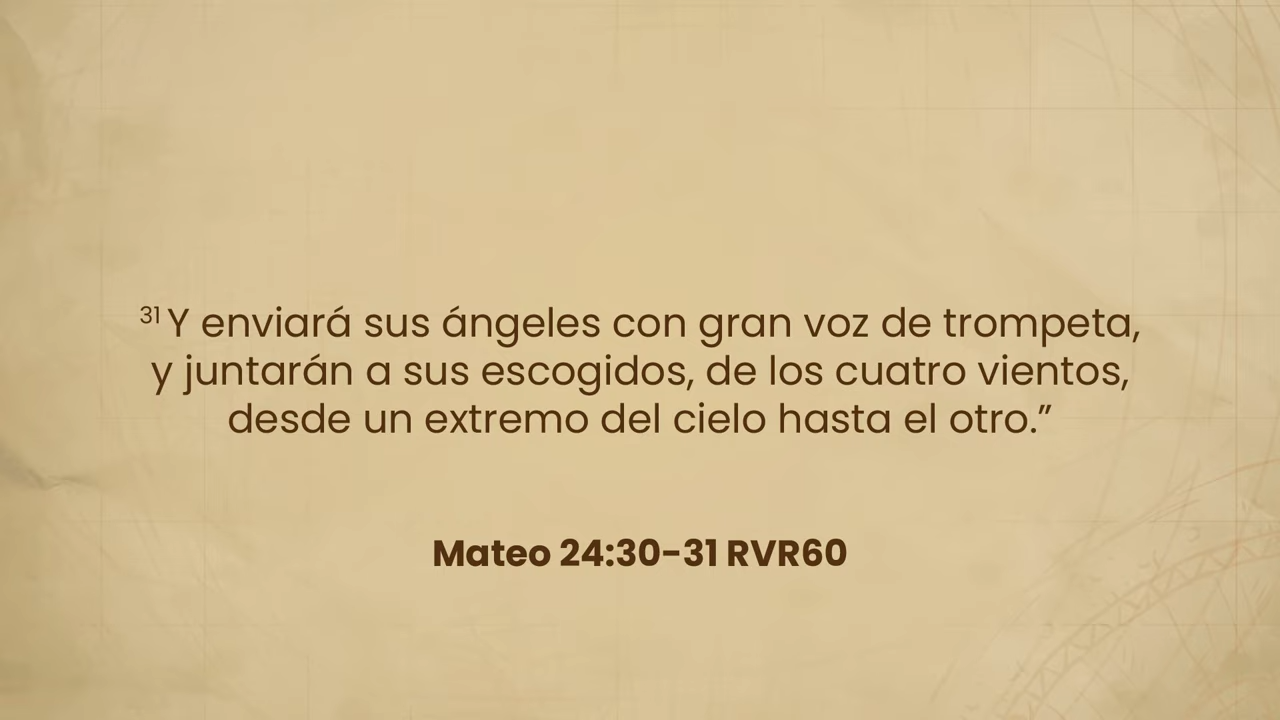 31 Y enviará sus ángeles con gran voz de trompeta,
y juntarán a sus escogidos, de los cuatro vientos,
desde un extremo del cielo hasta el otro.”
Mateo 24:30-31 RVR60